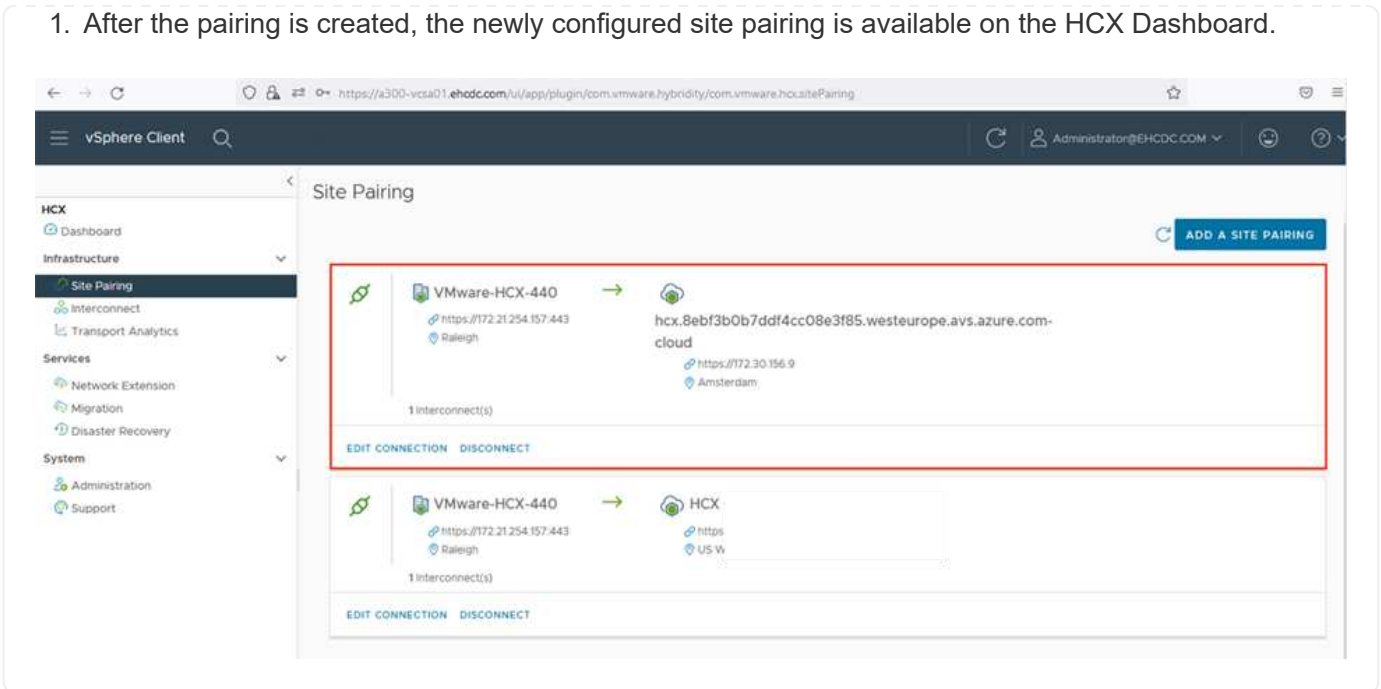 1. After the pairing is created, the newly configured site pairing is available on the HCX Dashboard.
https://a300-vcsa01.ehcdc.com/ui/app/plugin/com.vmware.hybridity/com.vmware.hcx.sitePairing
vSphere Client
Administrator@EHCDC.COM
HCX
Dashboard
Infrastructure
Site Pairing
Interconnect
Transport Analytics
Services
Network Extension
Migration
Disaster Recovery
System
Administration
Support
Site Pairing
ADD A SITE PAIRING
VMware-HCX-440
https://172.21.254.157:443
Raleigh
hcx.8ebf3b0b7ddf4cc08e3f85.westeurope.avs.azure.com-
cloud
https://172.30.156.9
Amsterdam
1 Interconnect(s)
EDIT CONNECTION DISCONNECT
VMware-HCX-440
https://172.21.254.157:443
Raleigh
HCX
https
US W
1 Interconnect(s)
EDIT CONNECTION DISCONNECT